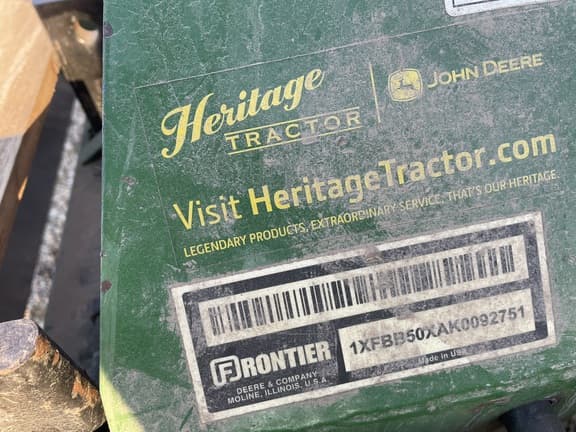 Heritage
TRACTOR
JOHN DEERE
Visit HeritageTractor.com
LEGENDARY PRODUCTS, EXTRAORDINARY SERVICE, THAT'S OUR HERITAGE.
FRONTIER
DEERE & COMPANY
MOLINE, ILLINOIS, U.S.A.
1XFBB50XAK0092751
Made in USA